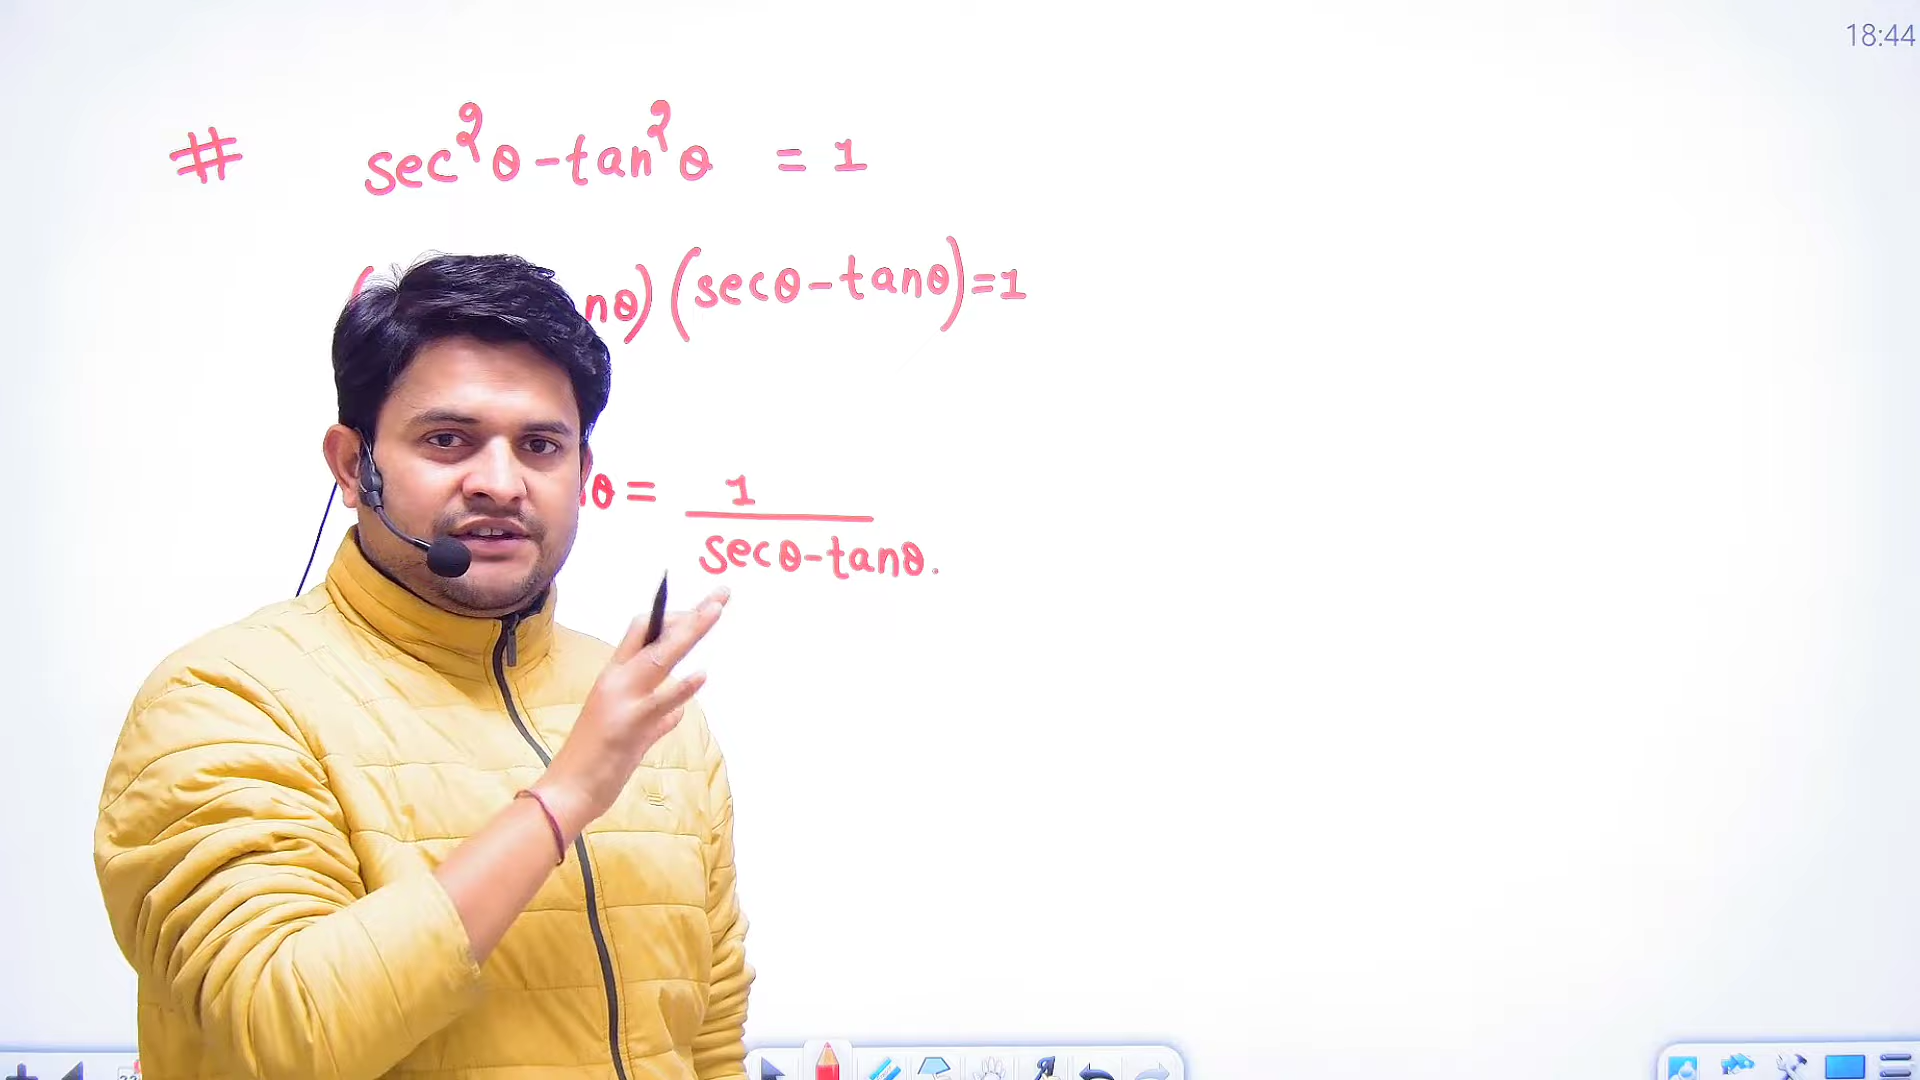 18:44
# sec²θ-tan²θ = 1
nθ) (secθ-tanθ)=1
θ = 1
secθ-tanθ.